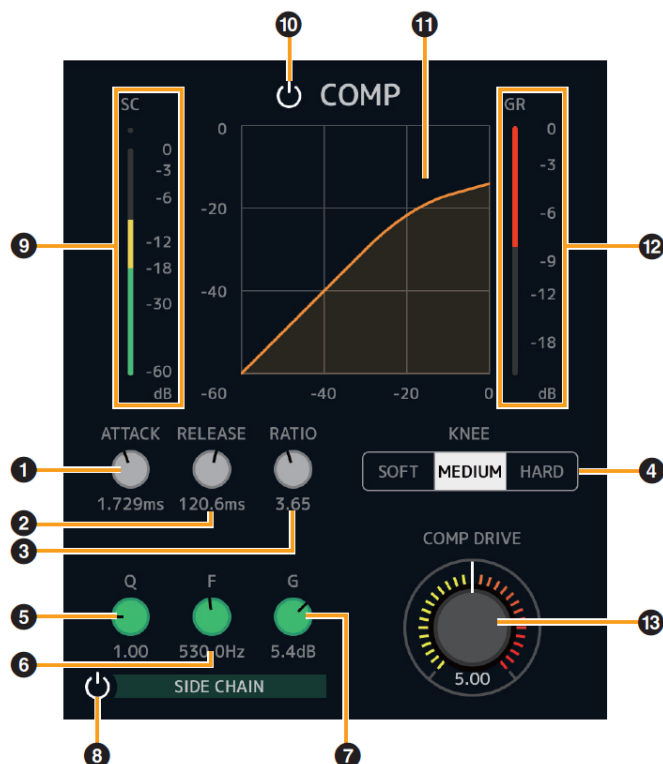 10
11
COMP
SC
0
-3
-6
-12
-18
-30
-60
dB
0
-20
-40
-60
-40
-20
0
GR
0
-3
-6
-9
-12
-18
dB
9
12
ATTACK RELEASE RATIO
1.729ms 120.6ms 3.65
1
2
3
KNEE
SOFT MEDIUM HARD
4
COMP DRIVE
5.00
13
Q F G
1.00 530.0Hz 5.4dB
5
6
SIDE CHAIN
8
7